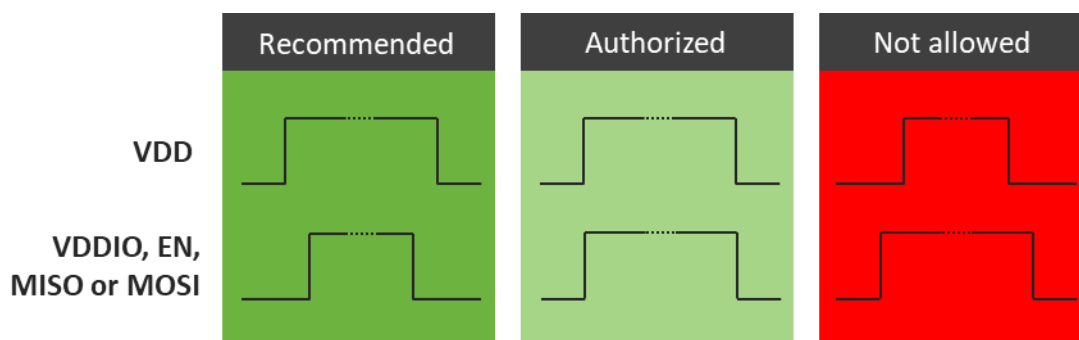 Recommended
Authorized
Not allowed
VDD
VDDIO, EN,
MISO or MOSI